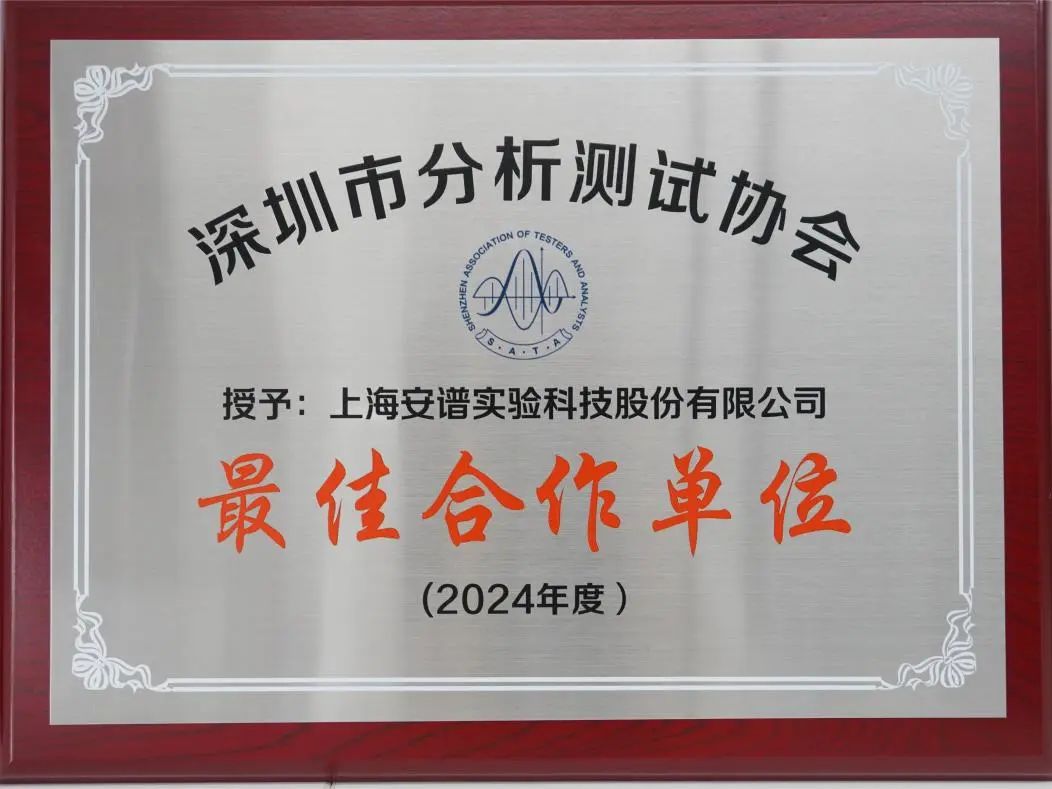 深圳市分析测试协会
SHENZHEN ASSOCIATION OF TESTERS AND ANALYSTS
S·A·T·A
授予：上海安谱实验科技股份有限公司
最佳合作单位
(2024年度)